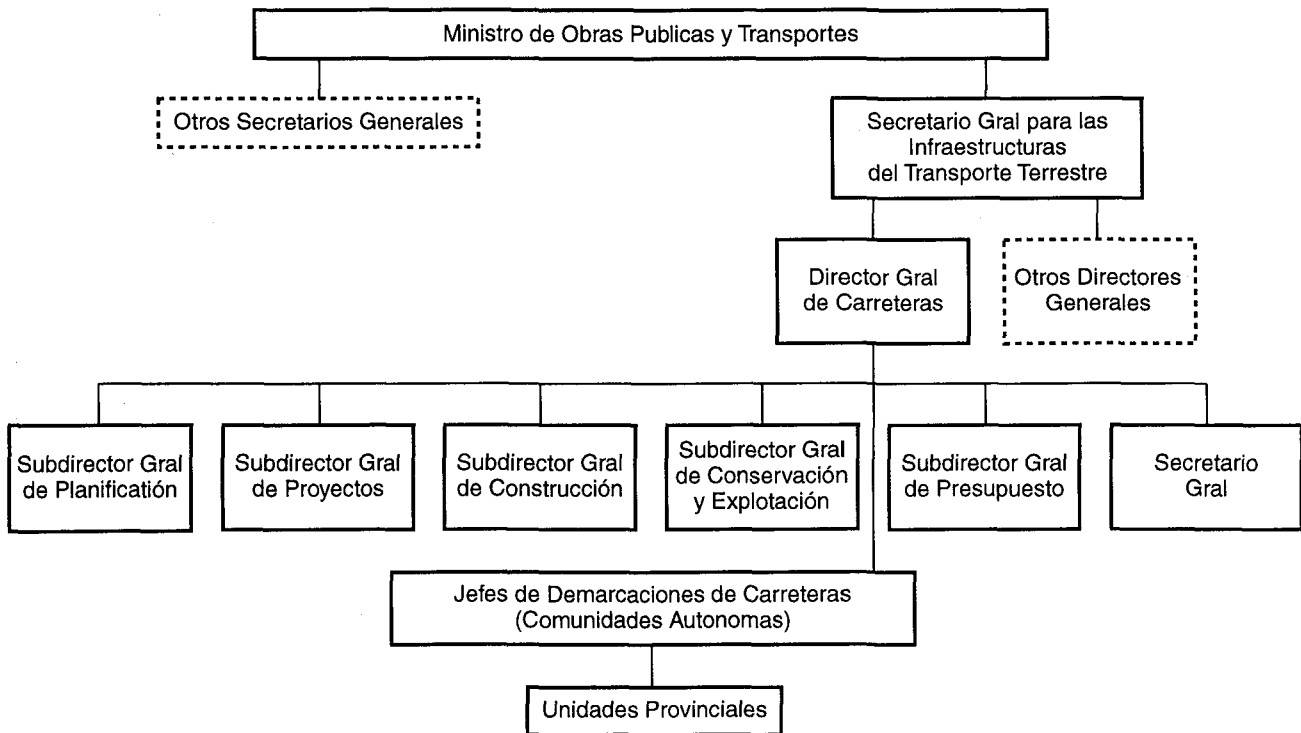 Ministro de Obras Publicas y Transportes
Otros Secretarios Generales
Secretario Gral para las
Infraestructuras
del Transporte Terrestre
Director Gral
de Carreteras
Otros Directores
Generales
Subdirector Gral
de Planificatión
Subdirector Gral
de Proyectos
Subdirector Gral
de Construcción
Subdirector Gral
de Conservación
y Explotación
Subdirector Gral
de Presupuesto
Secretario
Gral
Jefes de Demarcaciones de Carreteras
(Comunidades Autonomas)
Unidades Provinciales